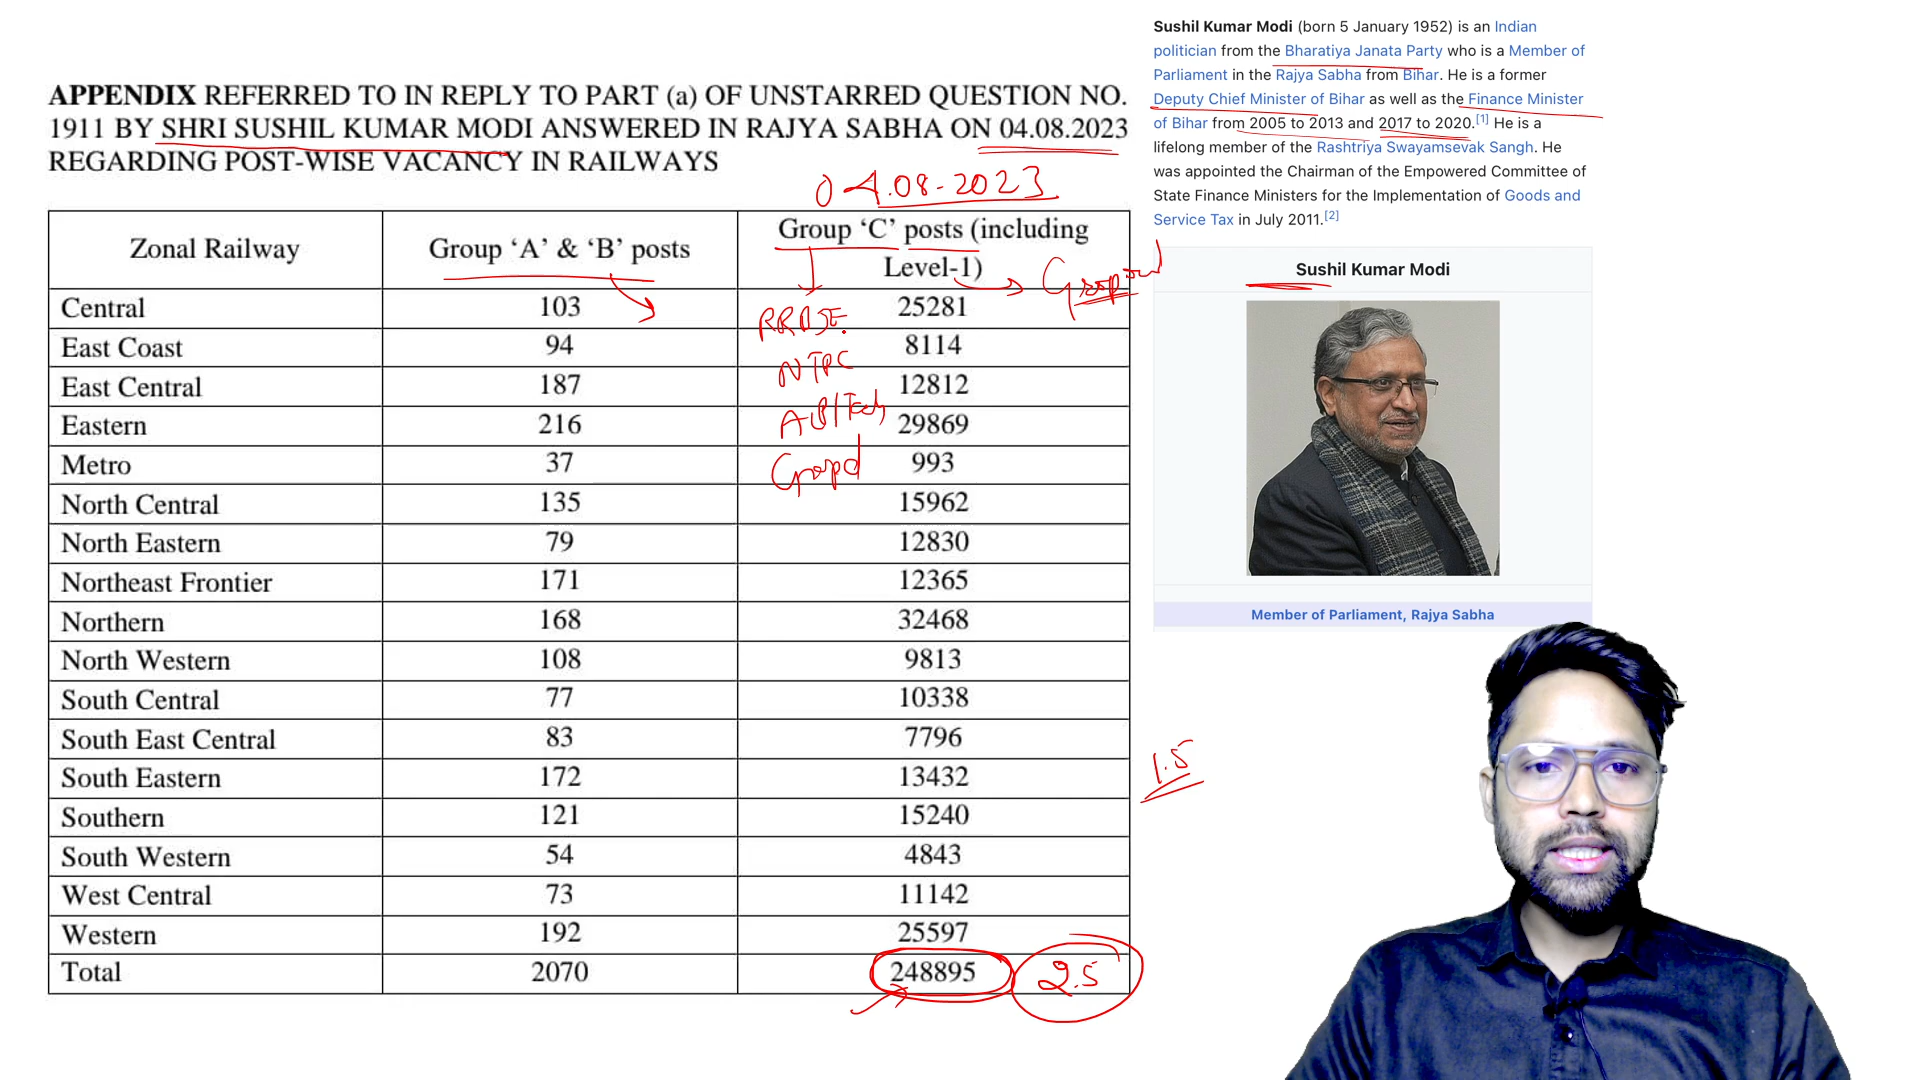 APPENDIX REFERRED TO IN REPLY TO PART (a) OF UNSTARRED QUESTION NO.
1911 BY SHRI SUSHIL KUMAR MODI ANSWERED IN RAJYA SABHA ON 04.08.2023
REGARDING POST-WISE VACANCY IN RAILWAYS
04.08-2023
Zonal Railway Group ‘A’ & ‘B’ posts Group ‘C’ posts (including Level-1)
Central 103 25281
East Coast 94 8114
East Central 187 12812
Eastern 216 29869
Metro 37 993
North Central 135 15962
North Eastern 79 12830
Northeast Frontier 171 12365
Northern 168 32468
North Western 108 9813
South Central 77 10338
South East Central 83 7796
South Eastern 172 13432
Southern 121 15240
South Western 54 4843
West Central 73 11142
Western 192 25597
Total 2070 248895
RRBJE
NTPC
ALP/Tech
Groupd
2.5
1.5
Sushil Kumar Modi (born 5 January 1952) is an Indian
politician from the Bharatiya Janata Party who is a Member of
Parliament in the Rajya Sabha from Bihar. He is a former
Deputy Chief Minister of Bihar as well as the Finance Minister
of Bihar from 2005 to 2013 and 2017 to 2020.[1] He is a
lifelong member of the Rashtriya Swayamsevak Sangh. He
was appointed the Chairman of the Empowered Committee of
State Finance Ministers for the Implementation of Goods and
Service Tax in July 2011.[2]
Sushil Kumar Modi
Member of Parliament, Rajya Sabha